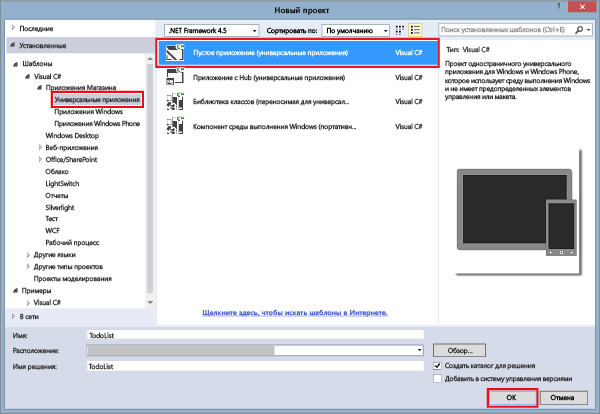 Новый проект
Последние
.NET Framework 4.5
Сортировать по:
По умолчанию
Поиск установленных шаблонов (Ctrl+E)
Установленные
Шаблоны
Visual C#
Приложения Магазина
Универсальные приложения
Приложения Windows
Приложения Windows Phone
Windows Desktop
Веб-приложения
Office/SharePoint
Облако
LightSwitch
Отчеты
Silverlight
Тест
WCF
Рабочий процесс
Другие языки
Другие типы проектов
Проекты моделирования
Примеры
Visual C#
В сети
Пустое приложение (универсальные приложения) Visual C#
Приложение с Hub (универсальные приложения) Visual C#
Библиотека классов (переносимая для универсал... Visual C#
Компонент среды выполнения Windows (портативн... Visual C#
Щелкните здесь, чтобы искать шаблоны в Интернете.
Тип: Visual C#
Проект одностраничного универсального
приложения для Windows и Windows Phone,
которое использует среду выполнения Windows
и не имеет предопределенных элементов
управления или макета.
Имя: TodoList
Расположение:
Обзор...
Имя решения: TodoList
Создать каталог для решения
Добавить в систему управления версиями
ОК
Отмена